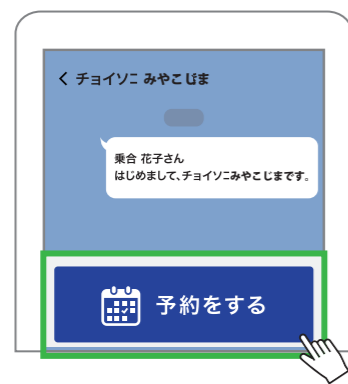 チョイソコ みやこじま
乗合 花子さん
はじめまして、チョイソコみやこじまです。
予約をする